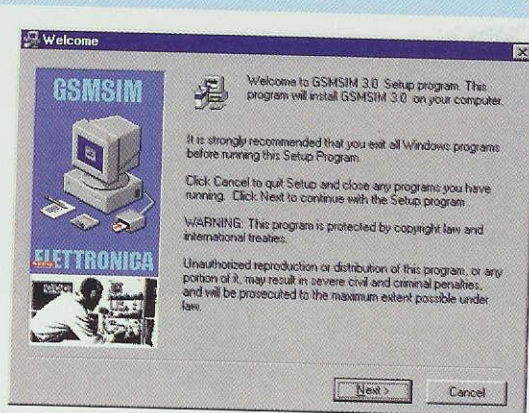 Welcome
GSMSIM
ELETTRONICA
Welcome to GSMSIM 3.0 Setup program. This
program will install GSMSIM 3.0 on your computer.
It is strongly recommended that you exit all Windows programs
before running this Setup Program.
Click Cancel to quit Setup and close any programs you have
running. Click Next to continue with the Setup program.
WARNING: This program is protected by copyright law and
international treaties.
Unauthorized reproduction or distribution of this program, or any
portion of it, may result in severe civil and criminal penalties,
and will be prosecuted to the maximum extent possible under
law.
Next >
Cancel